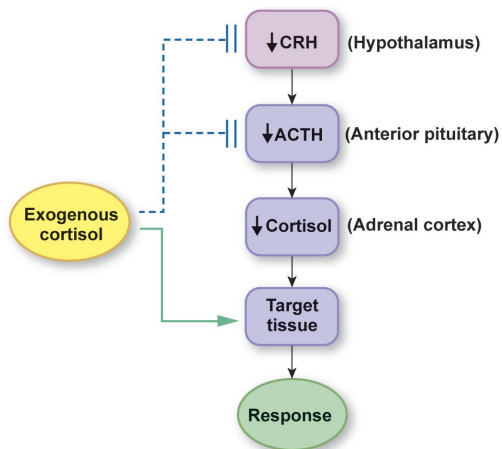 ↓CRH (Hypothalamus)
↓ACTH (Anterior pituitary)
Exogenous
cortisol
↓Cortisol (Adrenal cortex)
Target
tissue
Response